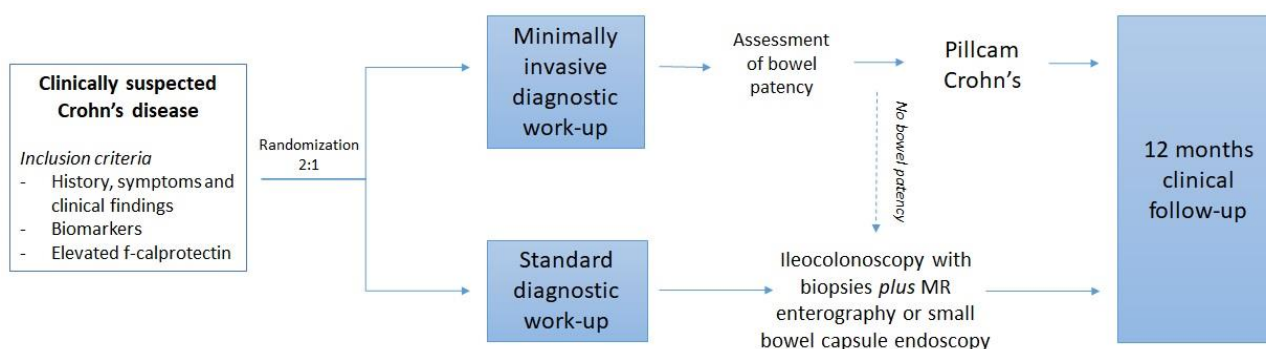 Clinically suspected
Crohn's disease
Inclusion criteria
- History, symptoms and
clinical findings
- Biomarkers
- Elevated f-calprotectin
Randomization
2:1
Minimally
invasive
diagnostic
work-up
Assessment
of bowel
patency
Pillcam
Crohn's
No bowel
patency
Standard
diagnostic
work-up
Ileocolonoscopy with
biopsies plus MR
enterography or small
bowel capsule endoscopy
12 months
clinical
follow-up